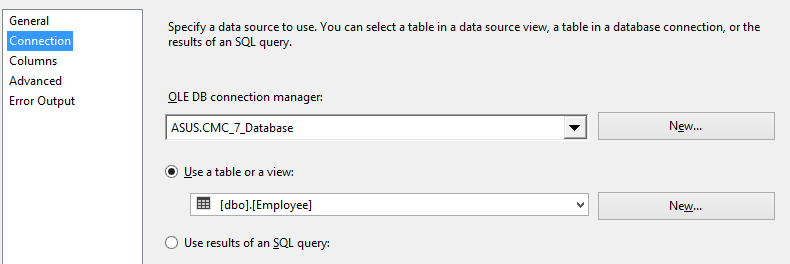 General
Connection
Columns
Advanced
Error Output
Specify a data source to use. You can select a table in a data source view, a table in a database connection, or the
results of an SQL query.
OLE DB connection manager:
ASUS.CMC_7_Database
New...
Use a table or a view:
[dbo].[Employee]
New...
Use results of an SQL query: